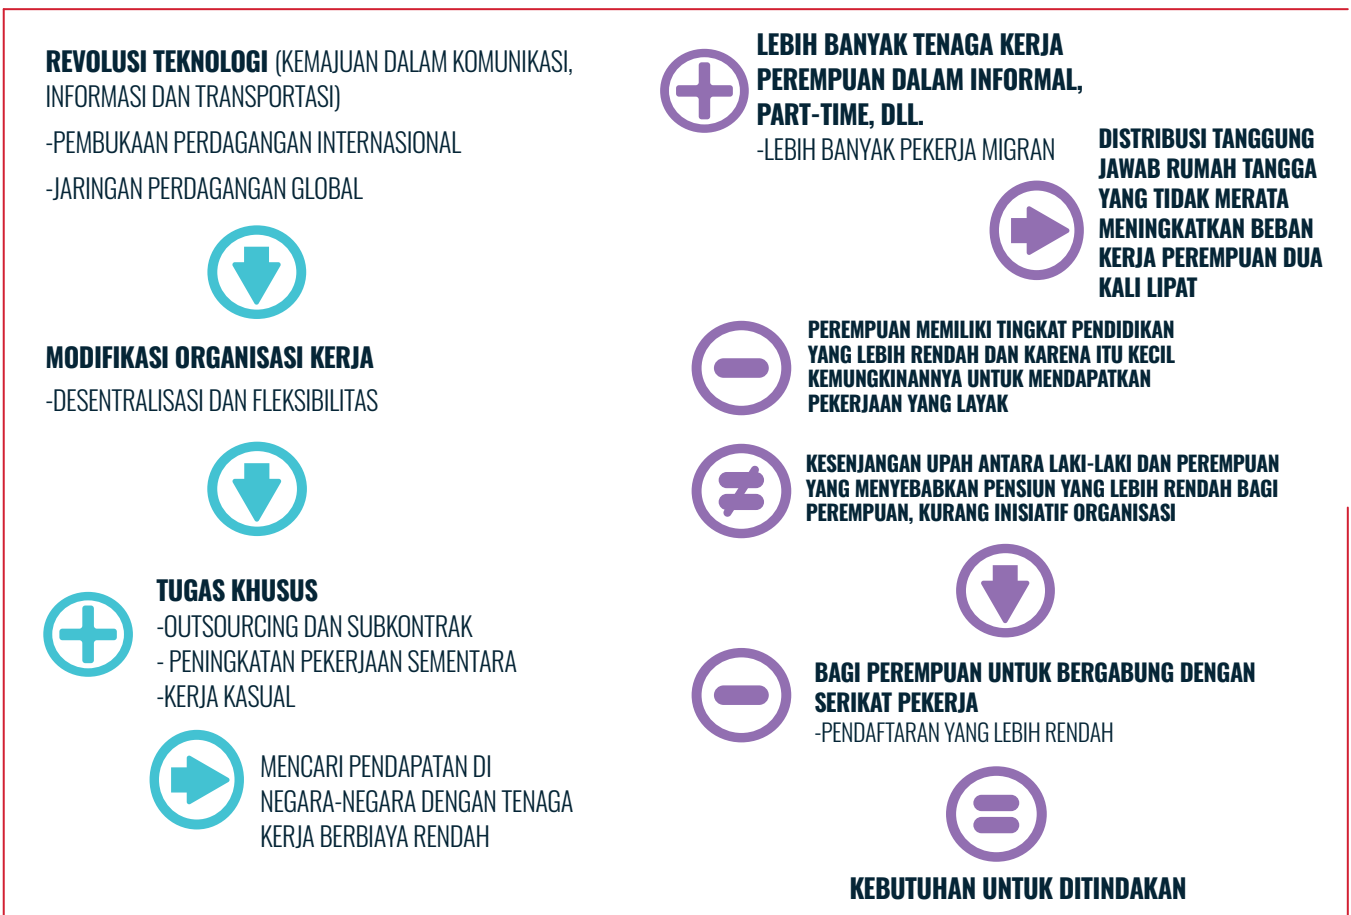 REVOLUSI TEKNOLOGI (KEMAJUAN DALAM KOMUNIKASI,
INFORMASI DAN TRANSPORTASI)
-PEMBUKAAN PERDAGANGAN INTERNASIONAL
-JARINGAN PERDAGANGAN GLOBAL
MODIFIKASI ORGANISASI KERJA
-DESENTRALISASI DAN FLEKSIBILITAS
TUGAS KHUSUS
-OUTSOURCING DAN SUBKONTRAK
- PENINGKATAN PEKERJAAN SEMENTARA
-KERJA KASUAL
MENCARI PENDAPATAN DI
NEGARA-NEGARA DENGAN TENAGA
KERJA BERBIAYA RENDAH
LEBIH BANYAK TENAGA KERJA
PEREMPUAN DALAM INFORMAL,
PART-TIME, DLL.
-LEBIH BANYAK PEKERJA MIGRAN
DISTRIBUSI TANGGUNG
JAWAB RUMAH TANGGA
YANG TIDAK MERATA
MENINGKATKAN BEBAN
KERJA PEREMPUAN DUA
KALI LIPAT
PEREMPUAN MEMILIKI TINGKAT PENDIDIKAN
YANG LEBIH RENDAH DAN KARENA ITU KECIL
KEMUNGKINANNYA UNTUK MENDAPATKAN
PEKERJAAN YANG LAYAK
KESENJANGAN UPAH ANTARA LAKI-LAKI DAN PEREMPUAN
YANG MENYEBABKAN PENSIUN YANG LEBIH RENDAH BAGI
PEREMPUAN, KURANG INISIATIF ORGANISASI
BAGI PEREMPUAN UNTUK BERGABUNG DENGAN
SERIKAT PEKERJA
-PENDAFTARAN YANG LEBIH RENDAH
KEBUTUHAN UNTUK DITINDAKAN